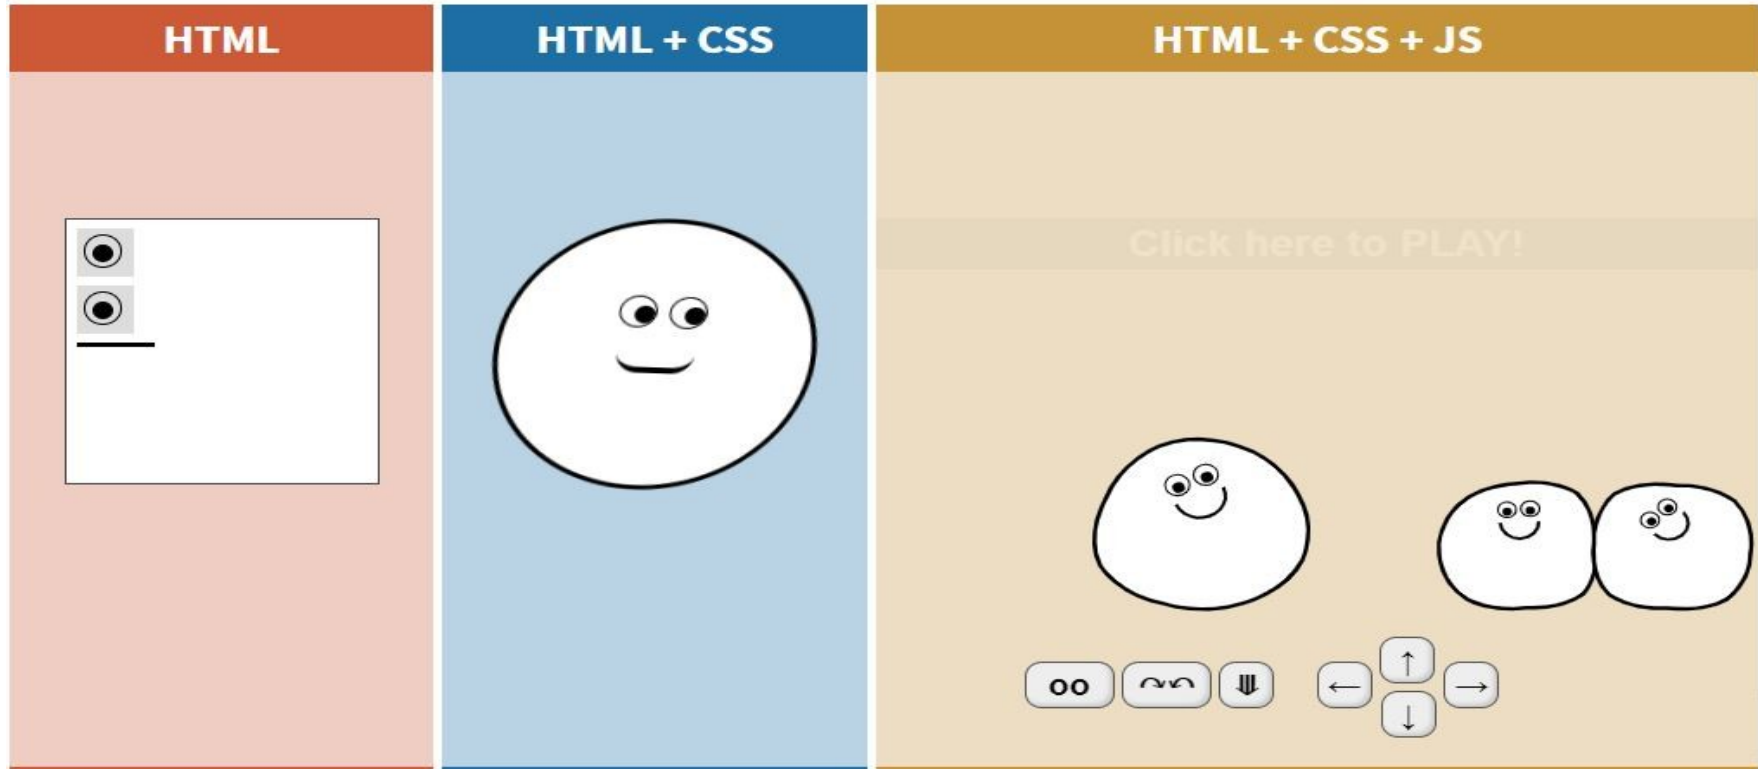 HTML
HTML + CSS
HTML + CSS + JS
Click here to PLAY!
oo